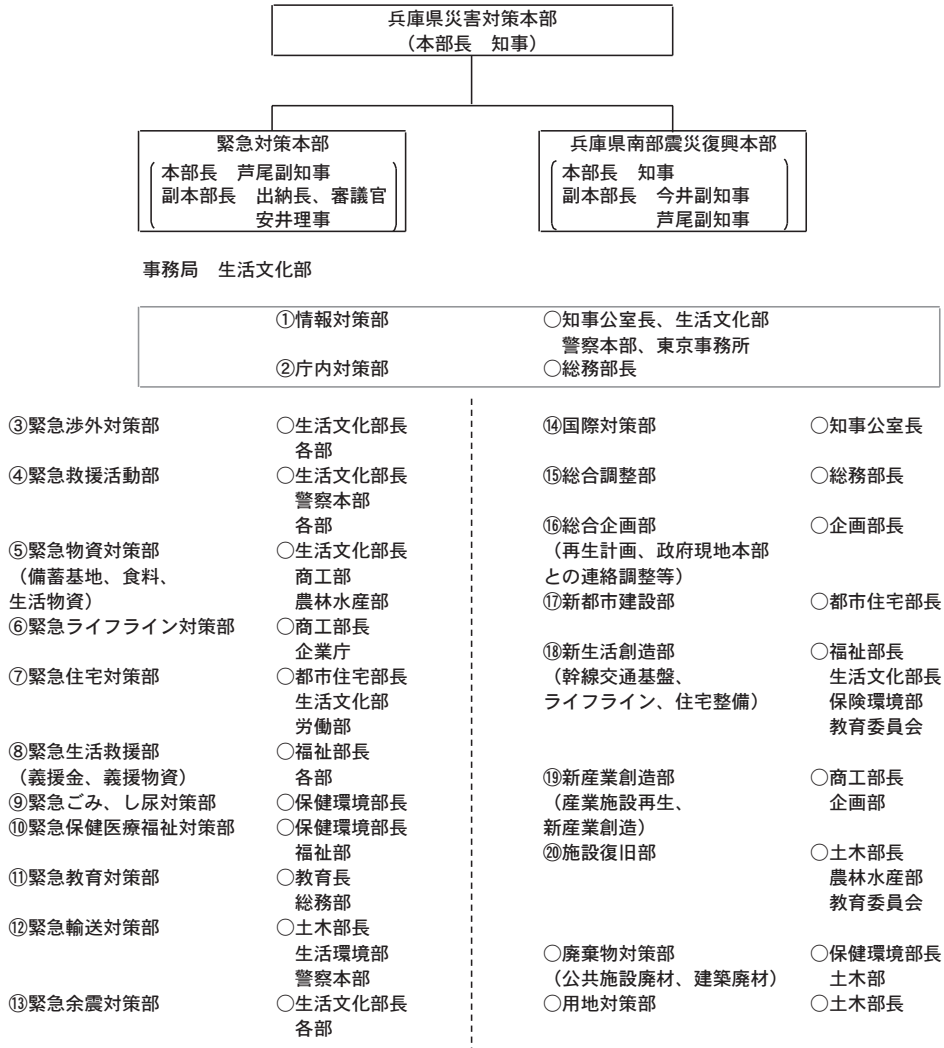 兵庫県災害対策本部
（本部長　知事）
緊急対策本部
本部長　芦尾副知事
副本部長　出納長、審議官
安井理事
兵庫県南部震災復興本部
本部長　知事
副本部長　今井副知事
芦尾副知事
事務局　生活文化部
①情報対策部　○知事公室長、生活文化部
警察本部、東京事務所
②庁内対策部　○総務部長
③緊急渉外対策部　○生活文化部長
各部
④緊急救援活動部　○生活文化部長
警察本部
各部
⑤緊急物資対策部　○生活文化部長
（備蓄基地、食料、　商工部
生活物資）　農林水産部
⑥緊急ライフライン対策部　○商工部長
企業庁
⑦緊急住宅対策部　○都市住宅部長
生活文化部
労働部
⑧緊急生活救援部　○福祉部長
（義援金、義援物資）　各部
⑨緊急ごみ、し尿対策部　○保健環境部長
⑩緊急保健医療福祉対策部　○保健環境部長
福祉部
⑪緊急教育対策部　○教育長
総務部
⑫緊急輸送対策部　○土木部長
生活環境部
警察本部
⑬緊急余震対策部　○生活文化部長
各部
⑭国際対策部　○知事公室長
⑮総合調整部　○総務部長
⑯総合企画部　○企画部長
（再生計画、政府現地本部
との連絡調整等）
⑰新都市建設部　○都市住宅部長
⑱新生活創造部　○福祉部長
（幹線交通基盤、　生活文化部長
ライフライン、住宅整備）　保険環境部
教育委員会
⑲新産業創造部　○商工部長
（産業施設再生、　企画部
新産業創造）
⑳施設復旧部　○土木部長
農林水産部
教育委員会
○廃棄物対策部　○保健環境部長
（公共施設廃材、建築廃材）　土木部
○用地対策部　○土木部長